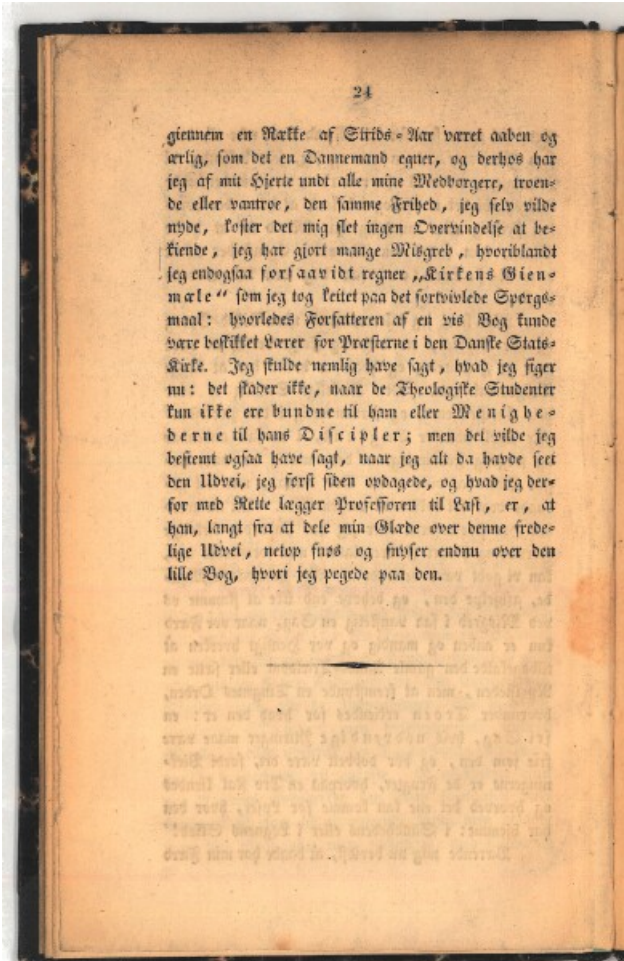 24
giennem en Række af Strids-Aar været aaben og
ærlig, som det en Dannemand egner, og derhos har
jeg af mit Hjerte undt alle mine Medborgere, troen-
de eller vantroe, den samme Frihed, jeg selv vilde
nyde, koster det mig slet ingen Overvindelse at be-
kiende, jeg har gjort mange Misgreb, hvoriblandt
jeg endogsaa forsaavidt regner „Kirkens Gien-
mæle“ som jeg tog keitet paa det fortvivlede Spørgs-
maal: hvorledes Forfatteren af en vis Bog kunde
være beskikket Lærer for Præsterne i den Danske Stats-
Kirke. Jeg skulde nemlig have sagt, hvad jeg siger
nu: det skader ikke, naar de Theologiske Studenter
kun ikke ere bundne til ham eller Menighe-
derne til hans Discipler; men det vilde jeg
bestemt ogsaa have sagt, naar jeg alt da havde seet
den Udvei, jeg først siden opdagede, og hvad jeg der-
for med Rette lægger Professoren til Last, er, at
han, langt fra at dele min Glæde over denne frede-
lige Udvei, netop snøs og snyser endnu over den
lille Bog, hvori jeg pegede paa den.